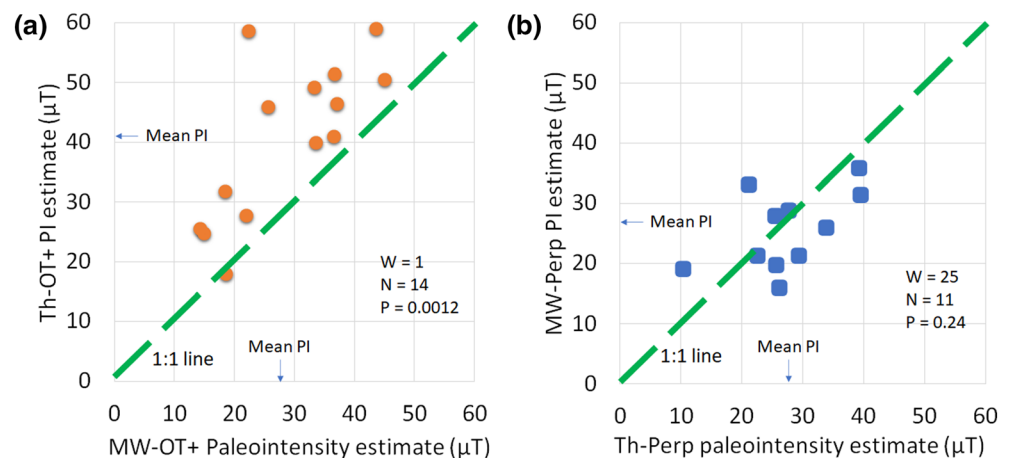 (a)
60
50
40
30
20
10
0
Th-OT+ PI estimate (μT)
Mean PI
W = 1
N = 14
P = 0.0012
Mean PI
1:1 line
0 10 20 30 40 50 60
MW-OT+ Paleointensity estimate (μT)
(b)
60
50
40
30
20
10
0
MW-Perp PI estimate (μT)
Mean PI
W = 25
N = 11
P = 0.24
Mean PI
1:1 line
0 10 20 30 40 50 60
Th-Perp paleointensity estimate (μT)